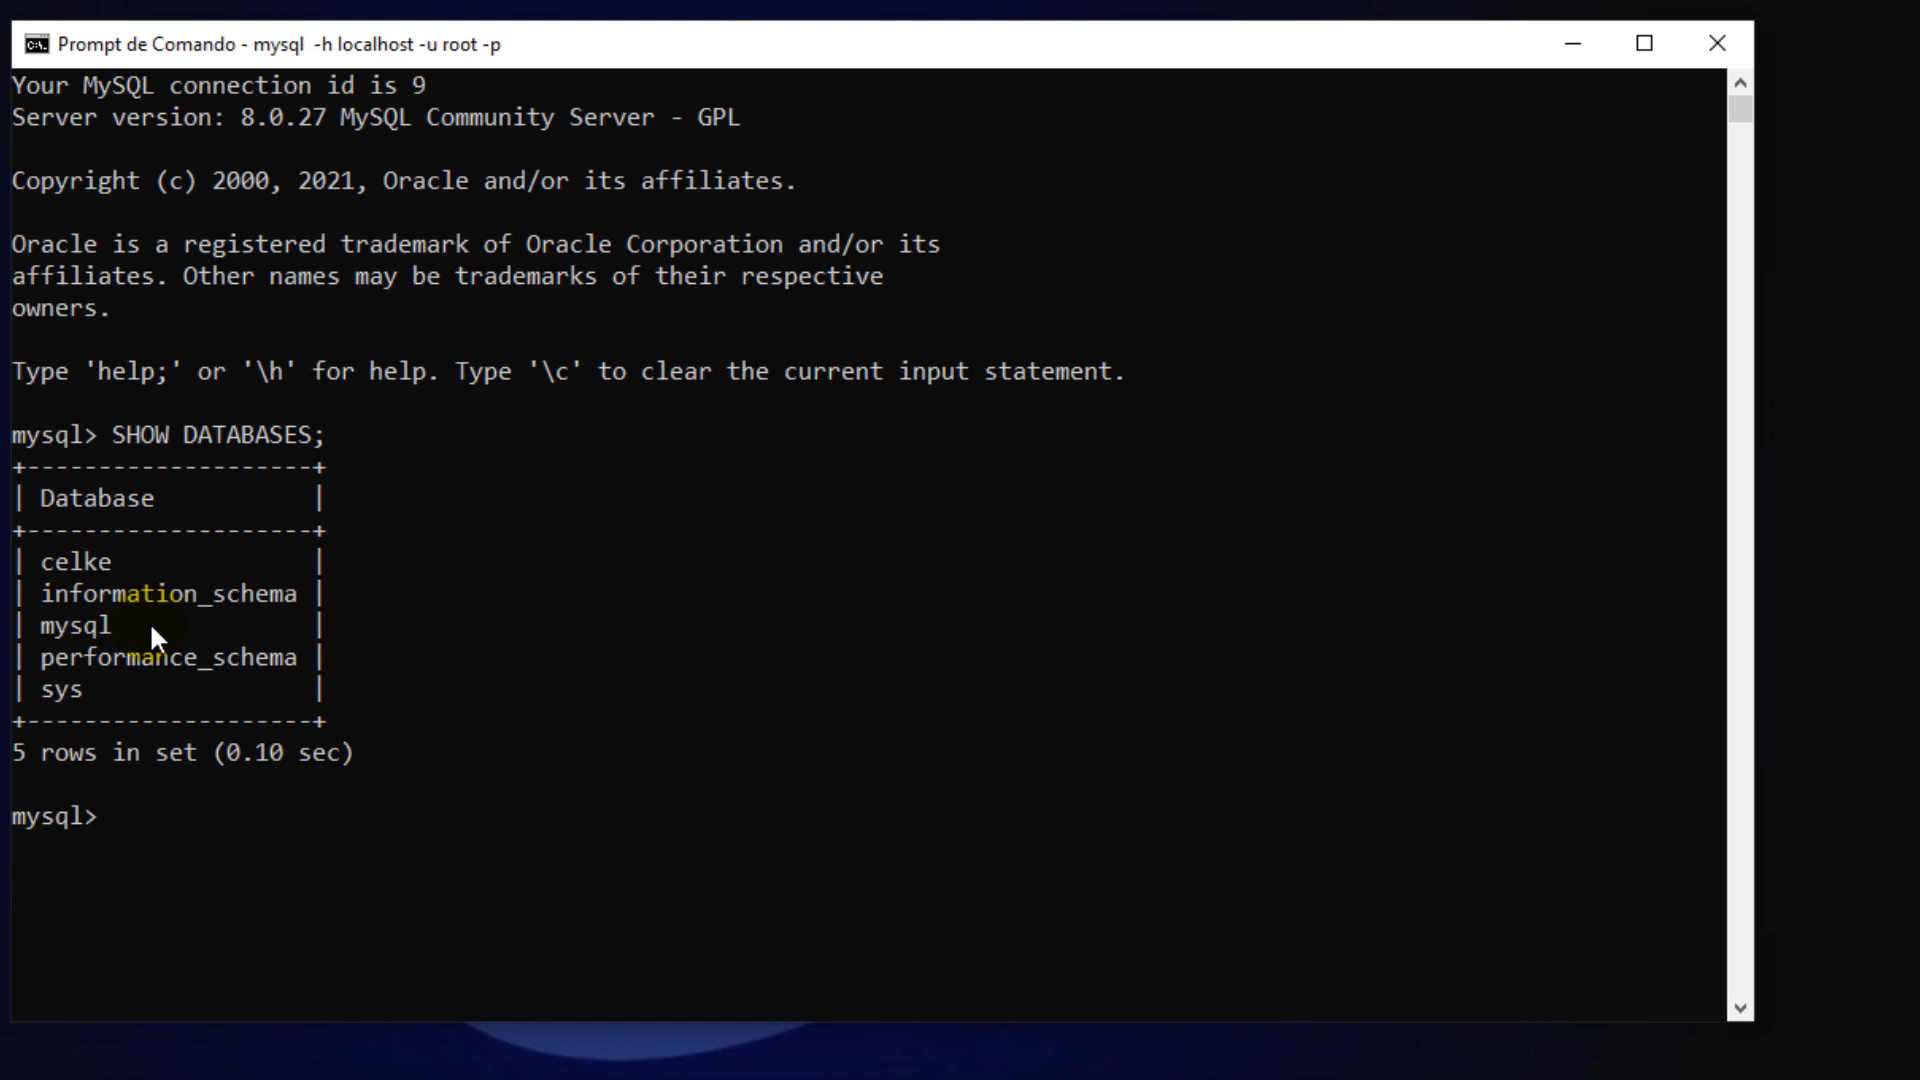 Prompt de Comando - mysql  -h localhost -u root -p
Your MySQL connection id is 9
Server version: 8.0.27 MySQL Community Server - GPL
Copyright (c) 2000, 2021, Oracle and/or its affiliates.
Oracle is a registered trademark of Oracle Corporation and/or its
affiliates. Other names may be trademarks of their respective
owners.
Type 'help;' or '\h' for help. Type '\c' to clear the current input statement.
mysql> SHOW DATABASES;
+--------------------+
| Database           |
+--------------------+
| celke              |
| information_schema |
| mysql              |
| performance_schema |
| sys                |
+--------------------+
5 rows in set (0.10 sec)
mysql>